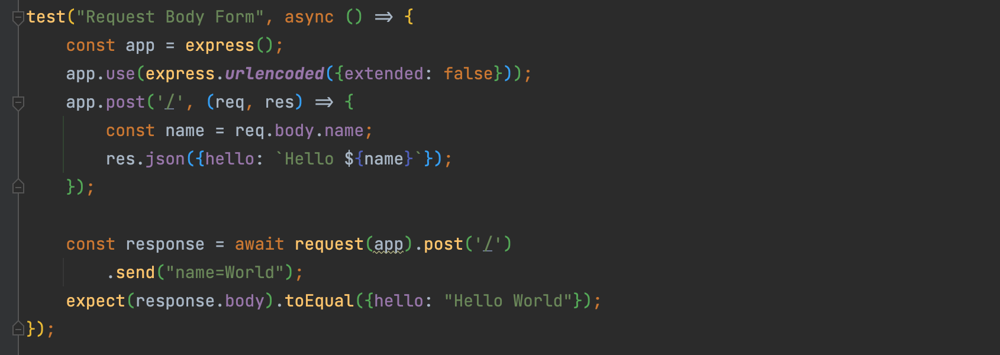 test("Request Body Form", async () => {
    const app = express();
    app.use(express.urlencoded({extended: false}));
    app.post('/', (req, res) => {
        const name = req.body.name;
        res.json({hello: `Hello ${name}`});
    });

    const response = await request(app).post('/')
        .send("name=World");
    expect(response.body).toEqual({hello: "Hello World"});
});